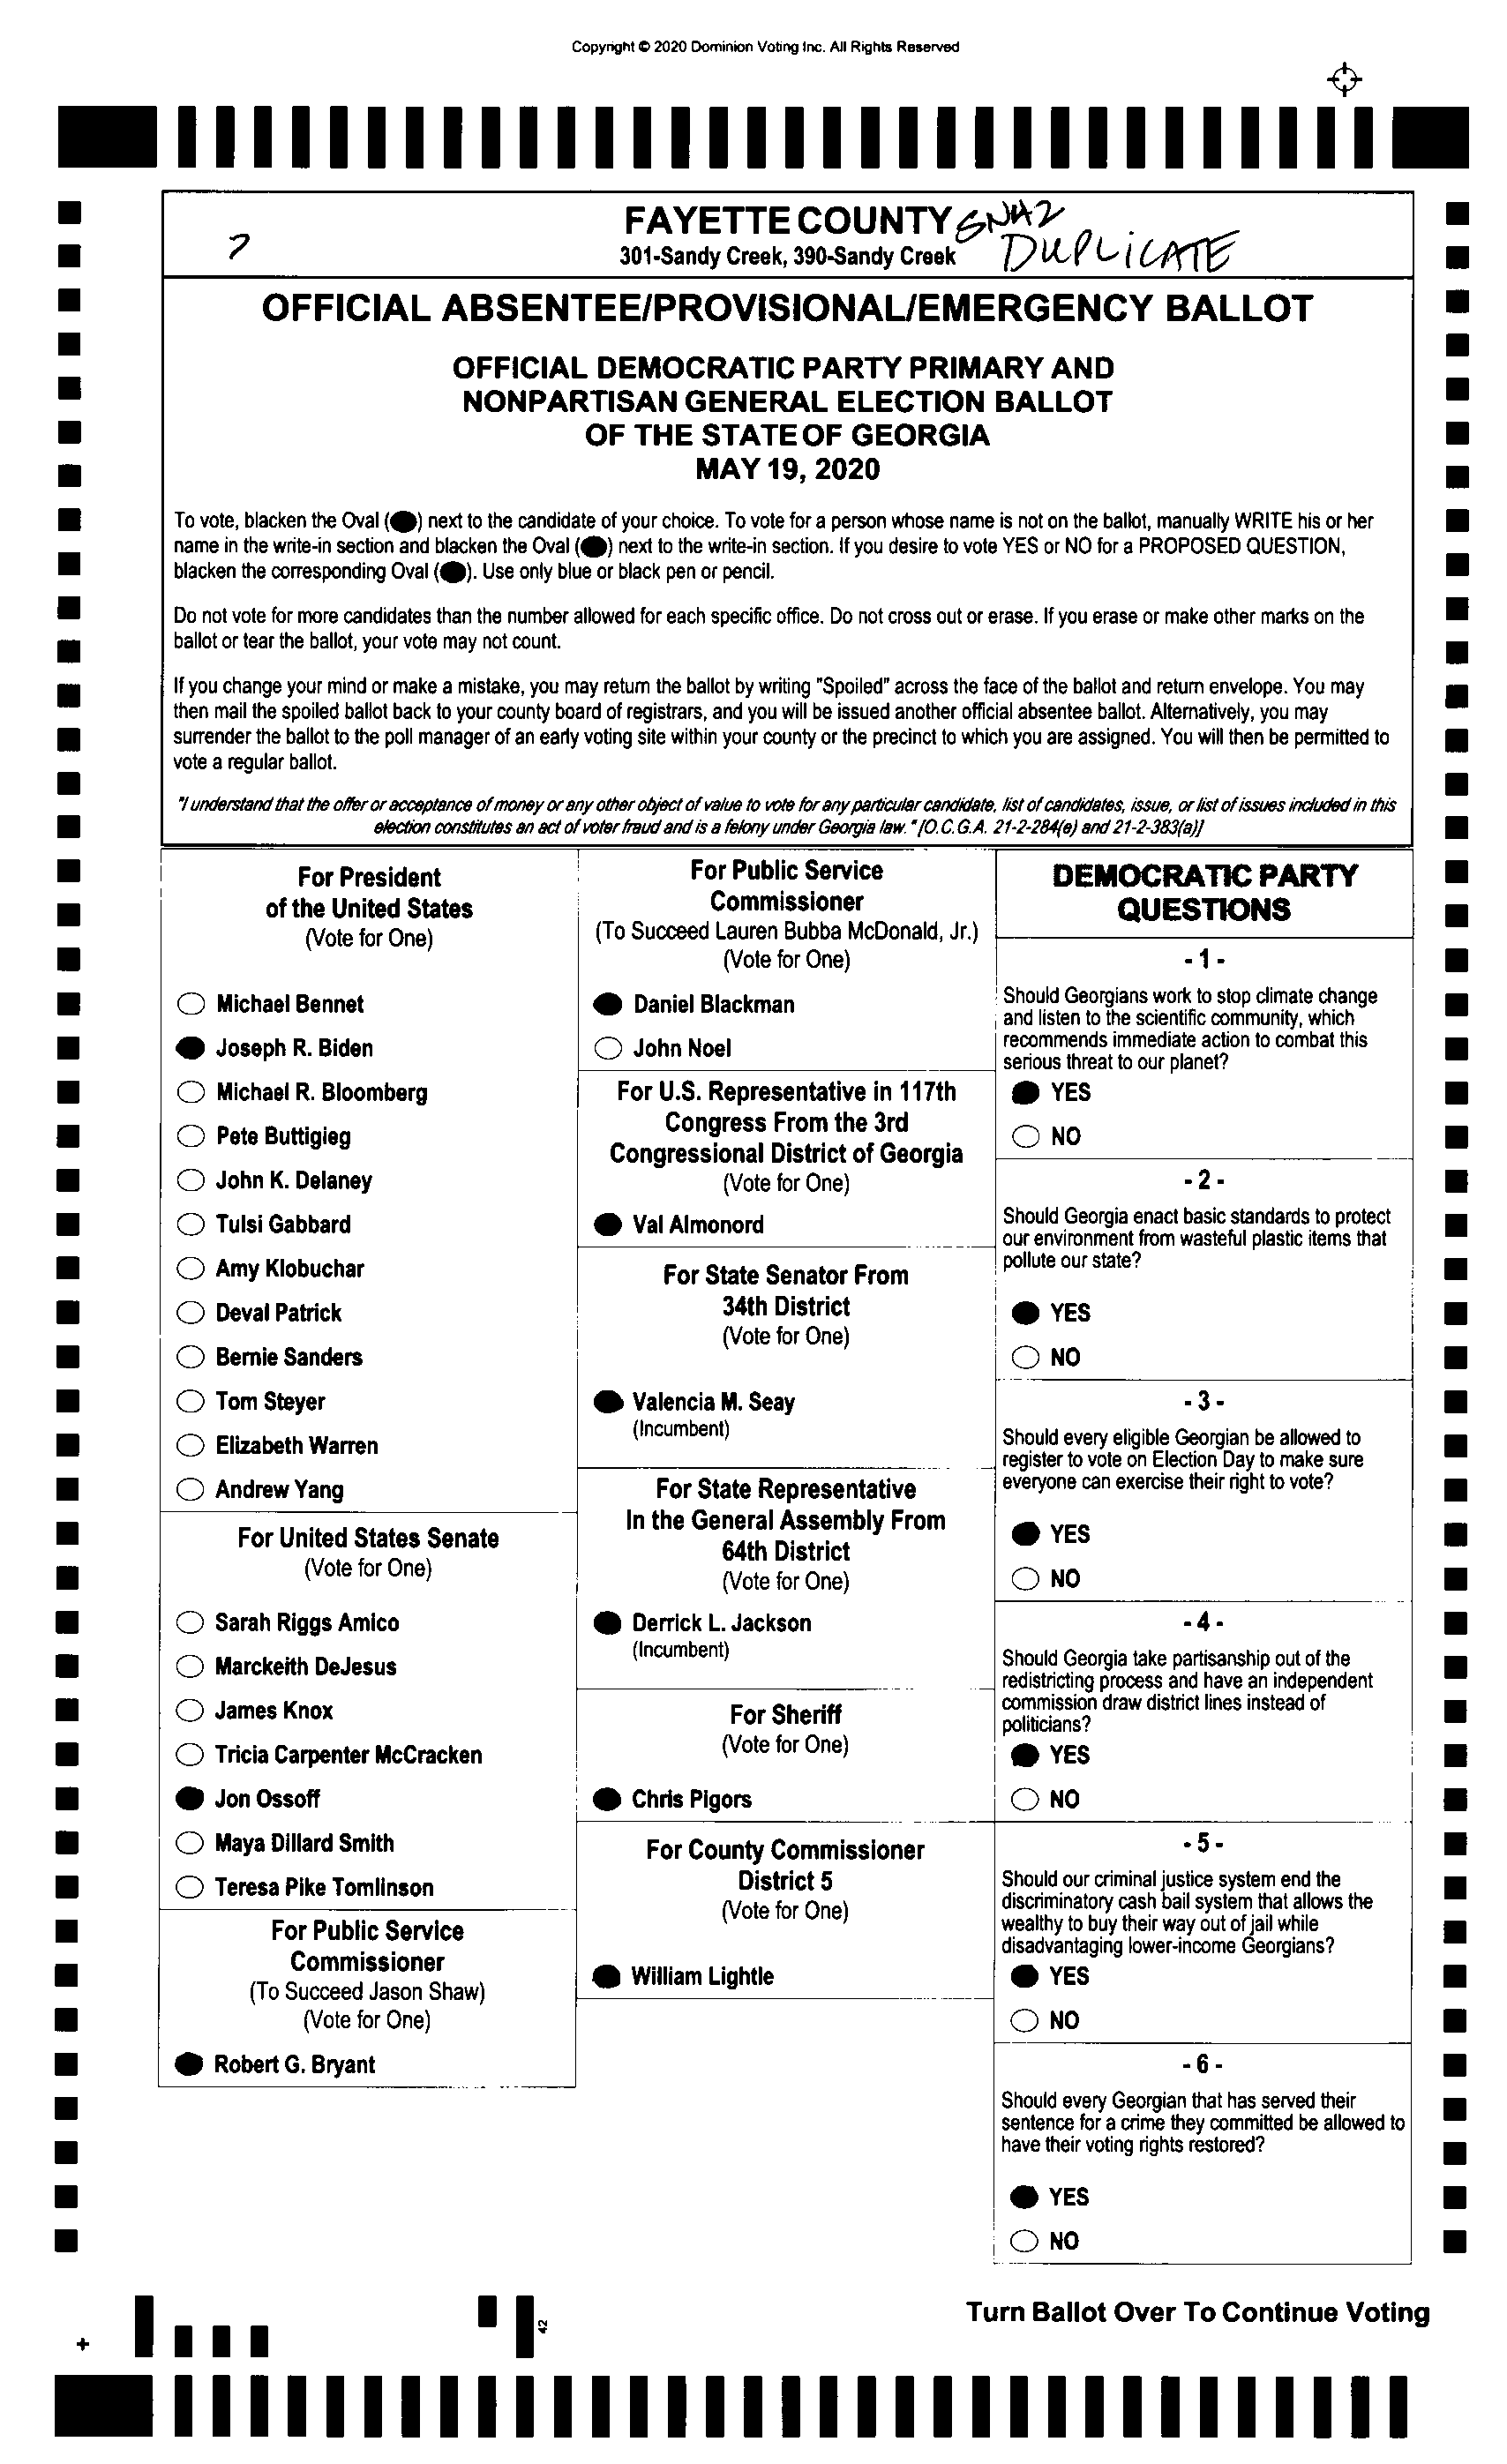 Copyright © 2020 Dominion Voting Inc. All Rights Reserved
FAYETTE COUNTY
7
301-Sandy Creek, 390-Sandy Creek
DUPLICATE
OFFICIAL ABSENTEE/PROVISIONAL/EMERGENCY BALLOT
OFFICIAL DEMOCRATIC PARTY PRIMARY AND
NONPARTISAN GENERAL ELECTION BALLOT
OF THE STATE OF GEORGIA
MAY 19, 2020
To vote, blacken the Oval (●) next to the candidate of your choice. To vote for a person whose name is not on the ballot, manually WRITE his or her
name in the write-in section and blacken the Oval (●) next to the write-in section. If you desire to vote YES or NO for a PROPOSED QUESTION,
blacken the corresponding Oval (●). Use only blue or black pen or pencil.
Do not vote for more candidates than the number allowed for each specific office. Do not cross out or erase. If you erase or make other marks on the
ballot or tear the ballot, your vote may not count.
If you change your mind or make a mistake, you may return the ballot by writing "Spoiled" across the face of the ballot and return envelope. You may
then mail the spoiled ballot back to your county board of registrars, and you will be issued another official absentee ballot. Alternatively, you may
surrender the ballot to the poll manager of an early voting site within your county or the precinct to which you are assigned. You will then be permitted to
vote a regular ballot.
"I understand that the offer or acceptance of money or any other object of value to vote for any particular candidate, list of candidates, issue, or list of issues included in this
election constitutes an act of voter fraud and is a felony under Georgia law." [O.C.G.A. 21-2-284(e) and 21-2-383(a)]
For President
of the United States
(Vote for One)
Michael Bennet
Joseph R. Biden
Michael R. Bloomberg
Pete Buttigieg
John K. Delaney
Tulsi Gabbard
Amy Klobuchar
Deval Patrick
Bernie Sanders
Tom Steyer
Elizabeth Warren
Andrew Yang
For United States Senate
(Vote for One)
Sarah Riggs Amico
Marckeith DeJesus
James Knox
Tricia Carpenter McCracken
Jon Ossoff
Maya Dillard Smith
Teresa Pike Tomlinson
For Public Service
Commissioner
(To Succeed Jason Shaw)
(Vote for One)
Robert G. Bryant
For Public Service
Commissioner
(To Succeed Lauren Bubba McDonald, Jr.)
(Vote for One)
Daniel Blackman
John Noel
For U.S. Representative in 117th
Congress From the 3rd
Congressional District of Georgia
(Vote for One)
Val Almonord
For State Senator From
34th District
(Vote for One)
Valencia M. Seay
(Incumbent)
For State Representative
In the General Assembly From
64th District
(Vote for One)
Derrick L. Jackson
(Incumbent)
For Sheriff
(Vote for One)
Chris Pigors
For County Commissioner
District 5
(Vote for One)
William Lightle
DEMOCRATIC PARTY
QUESTIONS
- 1 -
Should Georgians work to stop climate change
and listen to the scientific community, which
recommends immediate action to combat this
serious threat to our planet?
YES
NO
- 2 -
Should Georgia enact basic standards to protect
our environment from wasteful plastic items that
pollute our state?
YES
NO
- 3 -
Should every eligible Georgian be allowed to
register to vote on Election Day to make sure
everyone can exercise their right to vote?
YES
NO
- 4 -
Should Georgia take partisanship out of the
redistricting process and have an independent
commission draw district lines instead of
politicians?
YES
NO
- 5 -
Should our criminal justice system end the
discriminatory cash bail system that allows the
wealthy to buy their way out of jail while
disadvantaging lower-income Georgians?
YES
NO
- 6 -
Should every Georgian that has served their
sentence for a crime they committed be allowed to
have their voting rights restored?
YES
NO
Turn Ballot Over To Continue Voting
42